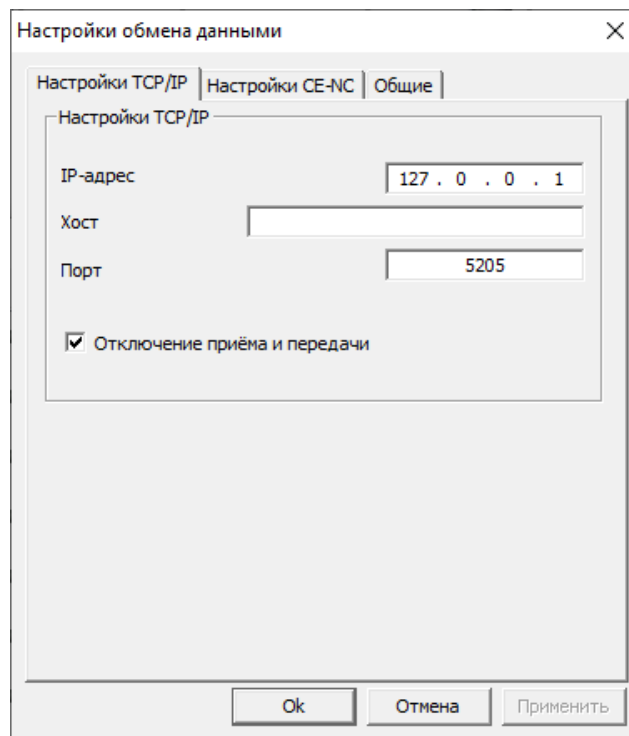 Настройки обмена данными
Настройки TCP/IP Настройки CE-NC Общие
Настройки TCP/IP
IP-адрес 127 . 0 . 0 . 1
Хост
Порт 5205
Отключение приёма и передачи
Ok Отмена Применить